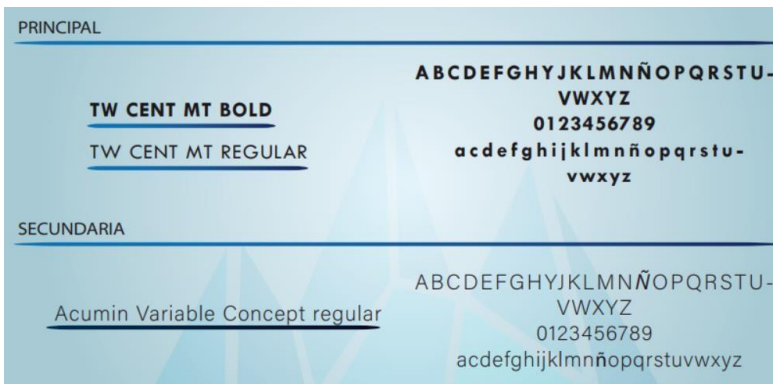 PRINCIPAL
TW CENT MT BOLD
TW CENT MT REGULAR
ABCDEFGHYJKLMNÑOPQRSTU-
VWXYZ
0123456789
acdefghijklmnñopqrstu-
vwxyz
SECUNDARIA
Acumin Variable Concept regular
ABCDEFGHYJKLMNÑOPQRSTU-
VWXYZ
0123456789
acdefghijklmnñopqrstuvwxyz